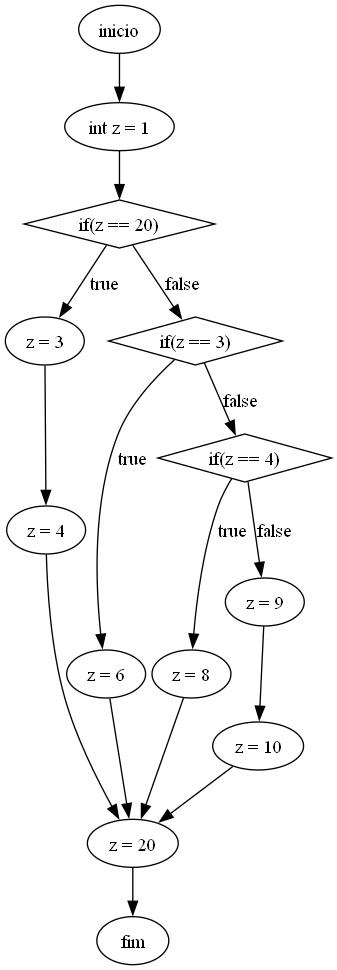 inicio
int z = 1
if(z == 20)
true
false
z = 3
if(z == 3)
false
true
if(z == 4)
z = 4
true
false
z = 9
z = 6
z = 8
z = 10
z = 20
fim